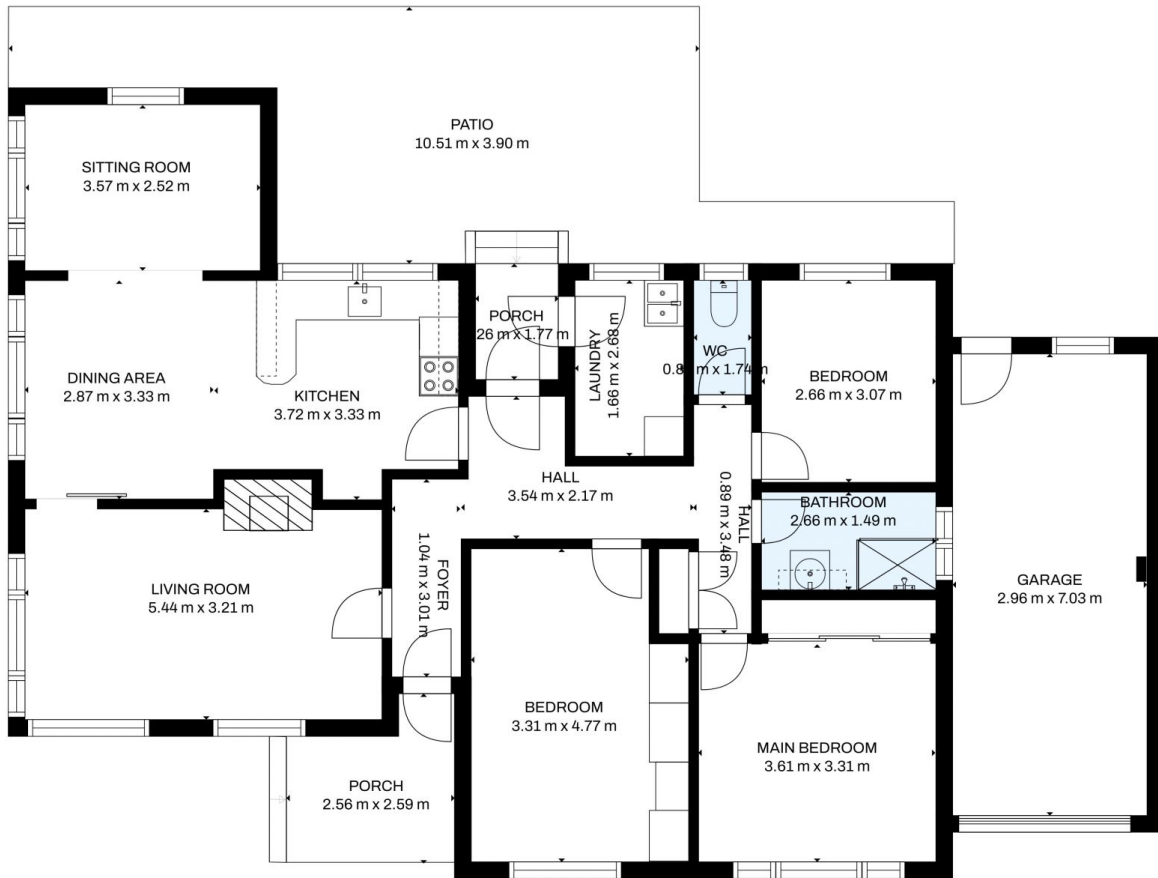 PATIO
10.51 m x 3.90 m
SITTING ROOM
3.57 m x 2.52 m
PORCH
26 m x 1.77 m
LAUNDRY
1.66 m x 2.68 m
WC
m x 1.74 m
BEDROOM
2.66 m x 3.07 m
DINING AREA
2.87 m x 3.33 m
KITCHEN
3.72 m x 3.33 m
HALL
3.54 m x 2.17 m
HALL
0.89 m x 3.48 m
BATHROOM
2.66 m x 1.49 m
GARAGE
2.96 m x 7.03 m
LIVING ROOM
5.44 m x 3.21 m
FOYER
1.04 m x 3.01 m
BEDROOM
3.31 m x 4.77 m
MAIN BEDROOM
3.61 m x 3.31 m
PORCH
2.56 m x 2.59 m